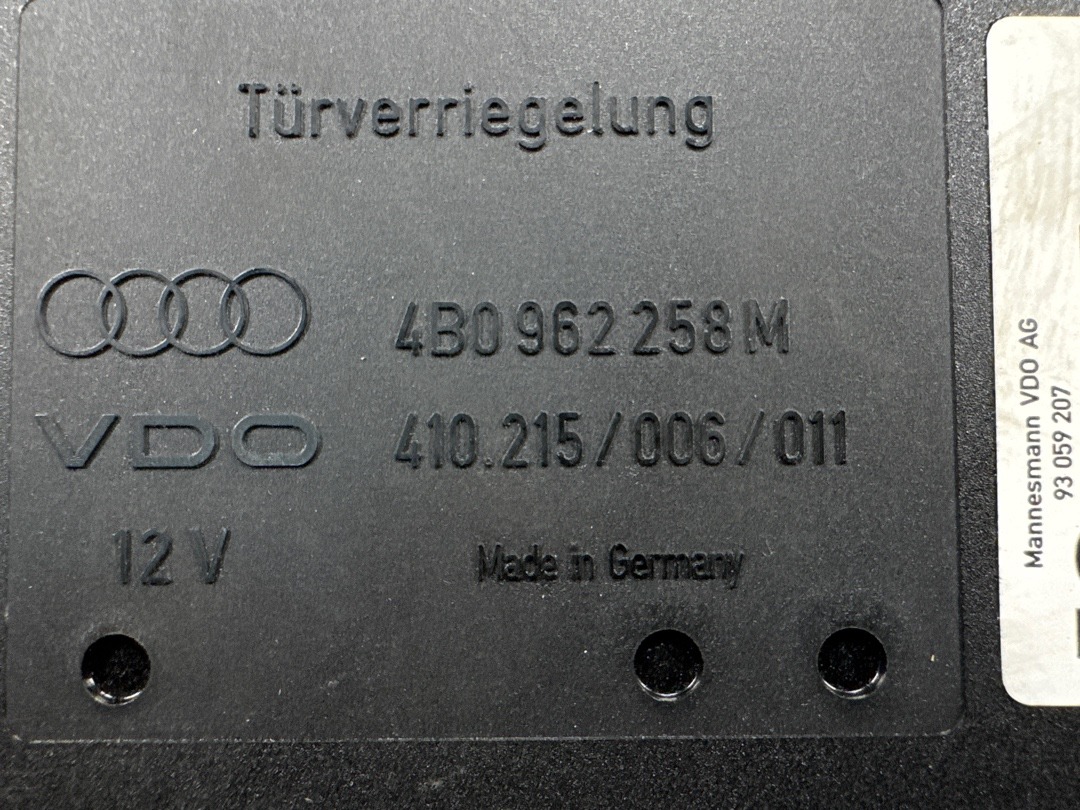 Türverriegelung
4B0 962 258 M
VDO 410.215/006/011
12 V Made in Germany
Mannesmann VDO AG
93 059 207